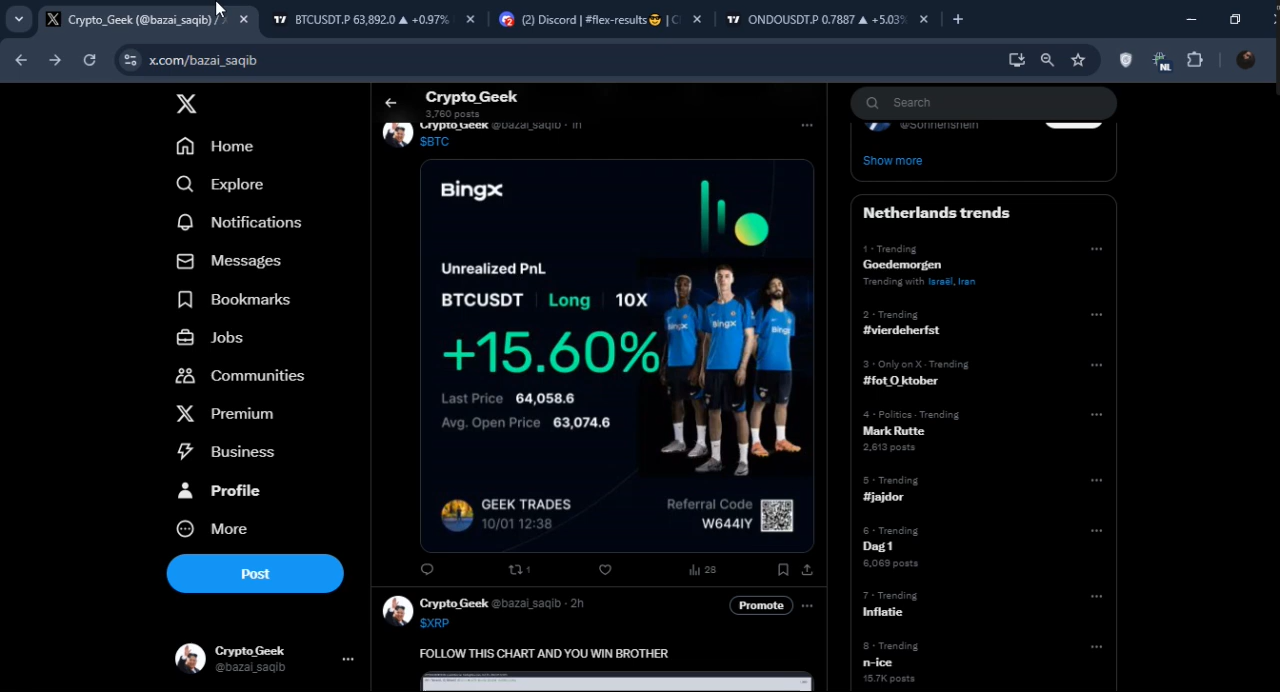 Crypto_Geek (@bazai_saqib) /
BTCUSDT.P 63,892.0 ▲ +0.97%
(2) Discord | #flex-results😎 | C
ONDOUSDT.P 0.7887 ▲ +5.03%
x.com/bazai_saqib
NL
Home
Explore
Notifications
Messages
Bookmarks
Jobs
Communities
Premium
Business
Profile
More
Post
Crypto_Geek
@bazai_saqib
Crypto_Geek
3,760 posts
Crypto_Geek @bazai_saqib · 1h
$BTC
BingX
Unrealized PnL
BTCUSDT | Long | 10X
+15.60%
Last Price 64,058.6
Avg. Open Price 63,074.6
BingX
BingX
BingX
GEEK TRADES
10/01 12:38
Referral Code
W644IY
1
28
Crypto_Geek @bazai_saqib · 2h
Promote
$XRP
FOLLOW THIS CHART AND YOU WIN BROTHER
Search
@Sonnenshein
Show more
Netherlands trends
1 · Trending
Goedemorgen
Trending with Israël, Iran
2 · Trending
#vierdeherfst
3 · Only on X · Trending
#fot_O_ktober
4 · Politics · Trending
Mark Rutte
2,613 posts
5 · Trending
#jajdor
6 · Trending
Dag 1
6,069 posts
7 · Trending
Inflatie
8 · Trending
n-ice
15.7K posts